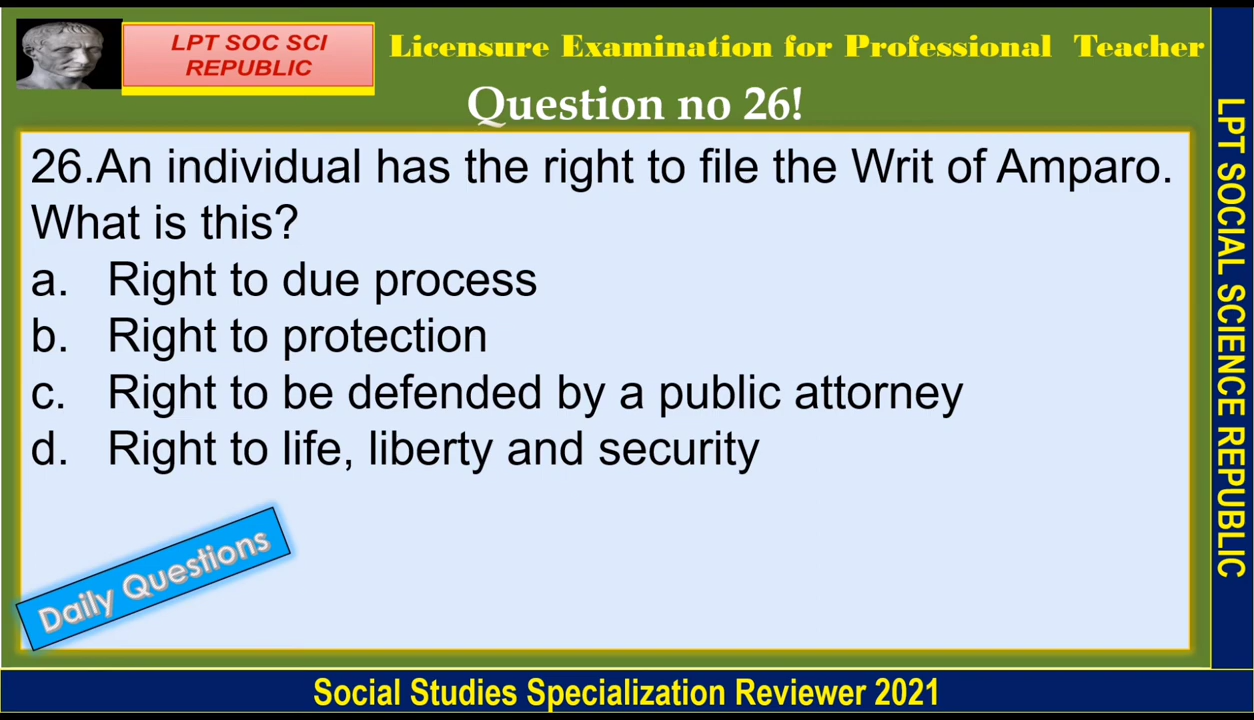 LPT SOC SCI
REPUBLIC
Licensure Examination for Professional Teacher
Question no 26!
26.An individual has the right to file the Writ of Amparo.
What is this?
a. Right to due process
b. Right to protection
c. Right to be defended by a public attorney
d. Right to life, liberty and security
Daily Questions
LPT SOCIAL SCIENCE REPUBLIC
Social Studies Specialization Reviewer 2021